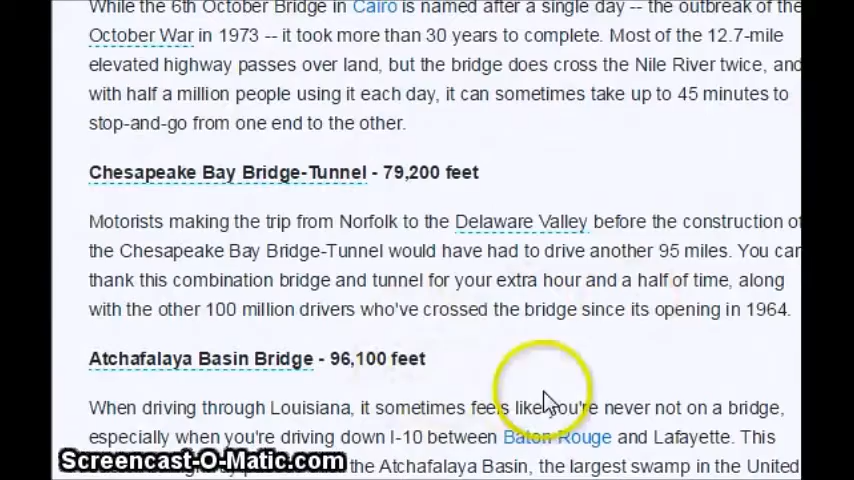 While the 6th October Bridge in Cairo is named after a single day -- the outbreak of the
October War in 1973 -- it took more than 30 years to complete. Most of the 12.7-mile
elevated highway passes over land, but the bridge does cross the Nile River twice, and
with half a million people using it each day, it can sometimes take up to 45 minutes to
stop-and-go from one end to the other.
Chesapeake Bay Bridge-Tunnel - 79,200 feet
Motorists making the trip from Norfolk to the Delaware Valley before the construction of
the Chesapeake Bay Bridge-Tunnel would have had to drive another 95 miles. You can
thank this combination bridge and tunnel for your extra hour and a half of time, along
with the other 100 million drivers who've crossed the bridge since its opening in 1964.
Atchafalaya Basin Bridge - 96,100 feet
When driving through Louisiana, it sometimes feels like you're never not on a bridge,
especially when you're driving down I-10 between Baton Rouge and Lafayette. This
the Atchafalaya Basin, the largest swamp in the United
Screencast-O-Matic.com